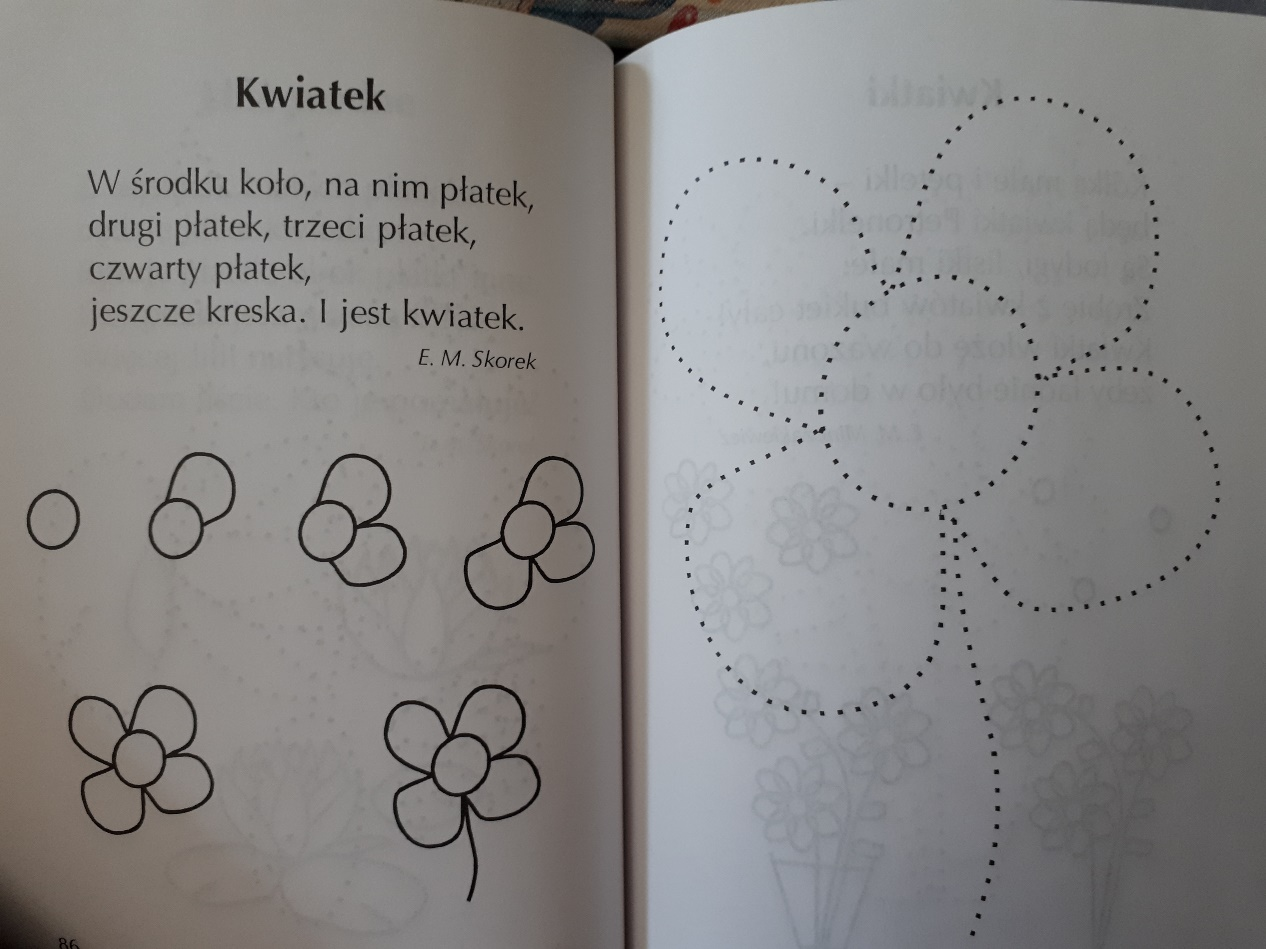 Kwiatek
W środku koło, na nim płatek,
drugi płatek, trzeci płatek,
czwarty płatek,
jeszcze kreska. I jest kwiatek.
E. M. Skorek
86